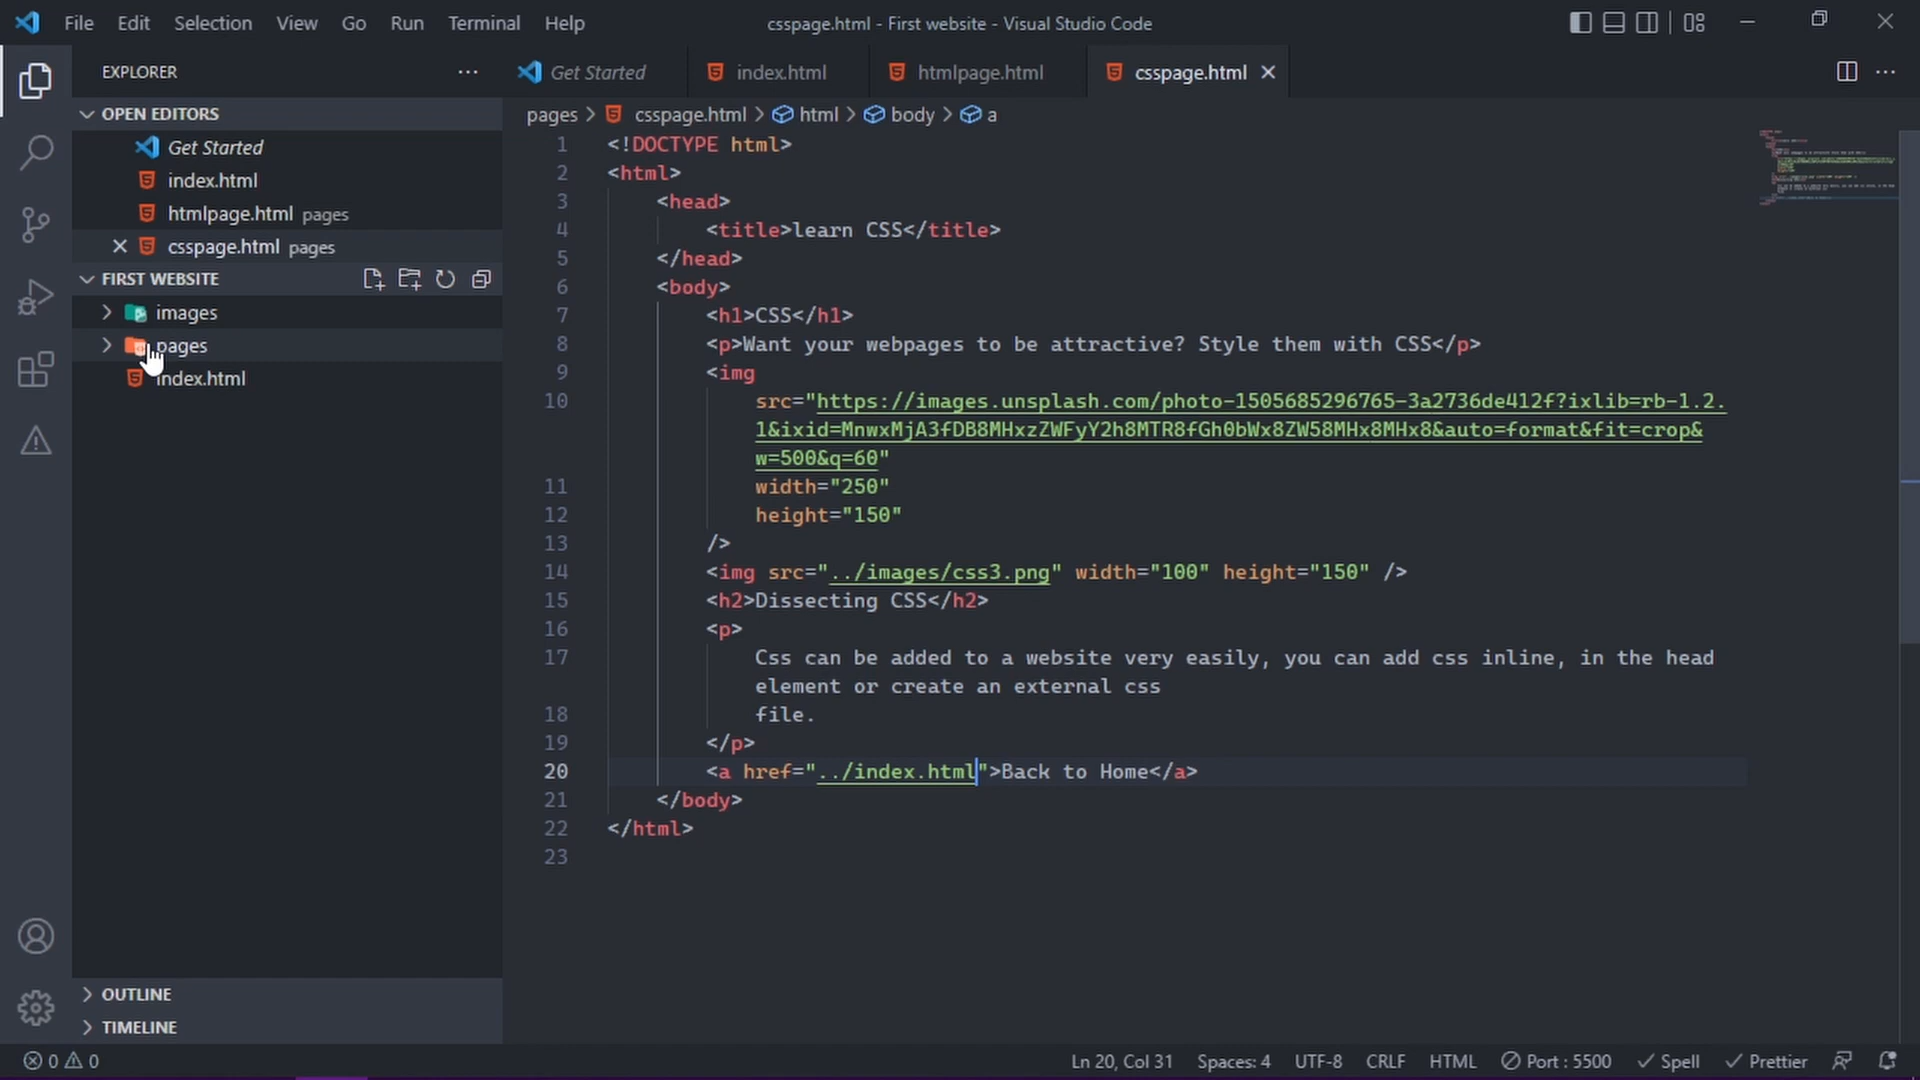 File Edit Selection View Go Run Terminal Help csspage.html - First website - Visual Studio Code
EXPLORER
OPEN EDITORS
Get Started
index.html
htmlpage.html pages
csspage.html pages
FIRST WEBSITE
images
pages
index.html
OUTLINE
TIMELINE
Get Started index.html htmlpage.html csspage.html
pages > csspage.html > html > body > a
1 <!DOCTYPE html>
2 <html>
3 <head>
4 <title>learn CSS</title>
5 </head>
6 <body>
7 <h1>CSS</h1>
8 <p>Want your webpages to be attractive? Style them with CSS</p>
9 <img
10 src="https://images.unsplash.com/photo-1505685296765-3a2736de412f?ixlib=rb-1.2.
1&ixid=MnwxMjA3fDB8MHxzZWFyY2h8MTR8fGh0bWx8ZW58MHx8MHx8&auto=format&fit=crop&
w=500&q=60"
11 width="250"
12 height="150"
13 />
14 <img src="../images/css3.png" width="100" height="150" />
15 <h2>Dissecting CSS</h2>
16 <p>
17 Css can be added to a website very easily, you can add css inline, in the head
element or create an external css
18 file.
19 </p>
20 <a href="../index.html">Back to Home</a>
21 </body>
22 </html>
23
0 0 Ln 20, Col 31 Spaces: 4 UTF-8 CRLF HTML Port : 5500 Spell Prettier